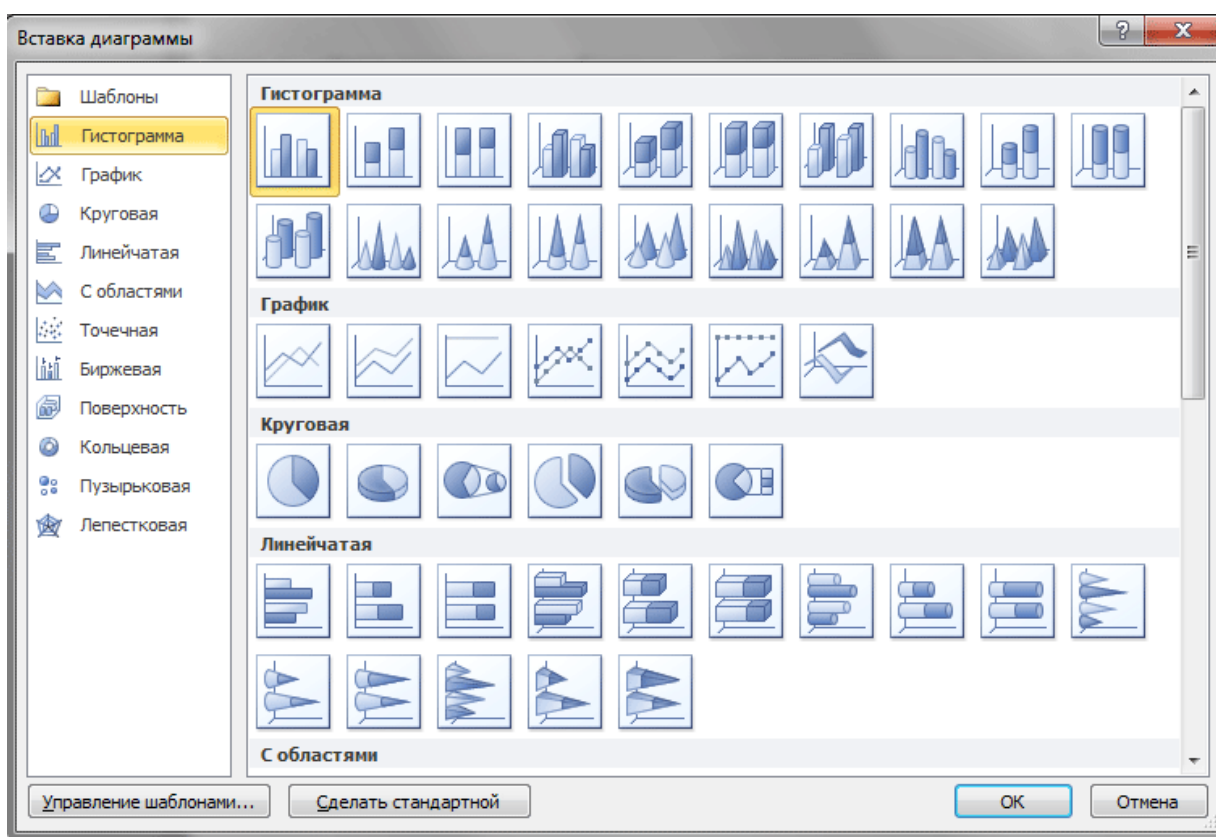 Вставка диаграммы
Шаблоны
Гистограмма
График
Круговая
Линейчатая
С областями
Точечная
Биржевая
Поверхность
Кольцевая
Пузырьковая
Лепестковая
Гистограмма
График
Круговая
Линейчатая
С областями
Управление шаблонами...
Сделать стандартной
ОК
Отмена